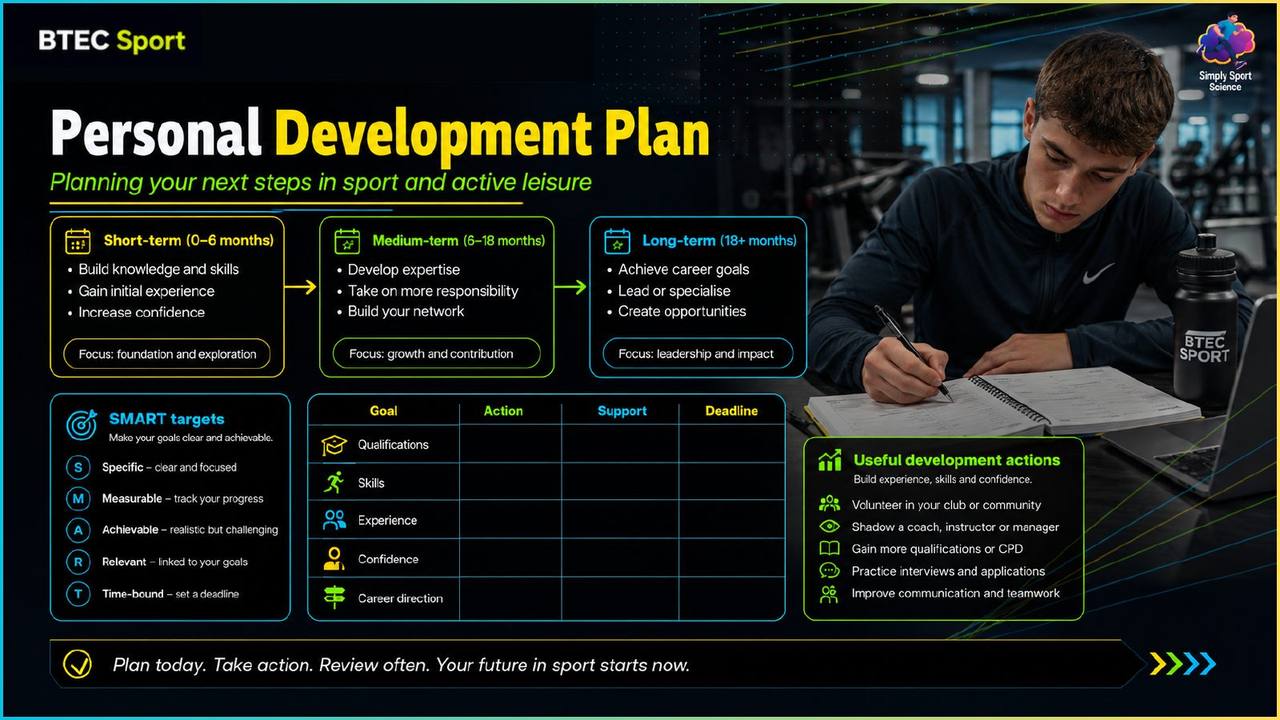 BTEC Sport
Simply Sport
Science
Personal Development Plan
Planning your next steps in sport and active leisure
Short-term (0–6 months)
• Build knowledge and skills
• Gain initial experience
• Increase confidence
Focus: foundation and exploration
Medium-term (6–18 months)
• Develop expertise
• Take on more responsibility
• Build your network
Focus: growth and contribution
Long-term (18+ months)
• Achieve career goals
• Lead or specialise
• Create opportunities
Focus: leadership and impact
BTEC
SPORT
SMART targets
Make your goals clear and achievable.
S Specific – clear and focused
M Measurable – track your progress
A Achievable – realistic but challenging
R Relevant – linked to your goals
T Time-bound – set a deadline
Goal Action Support Deadline
Qualifications
Skills
Experience
Confidence
Career direction
Useful development actions
Build experience, skills and confidence.
Volunteer in your club or community
Shadow a coach, instructor or manager
Gain more qualifications or CPD
Practice interviews and applications
Improve communication and teamwork
Plan today. Take action. Review often. Your future in sport starts now.